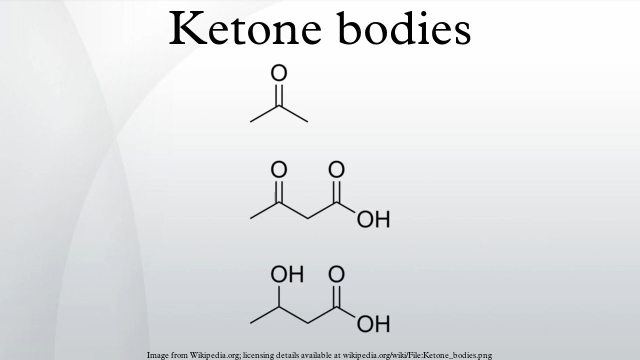 Ketone bodies
O
O O
OH
OH O
OH
Image from Wikipedia.org; licensing details available at wikipedia.org/wiki/File:Ketone_bodies.png